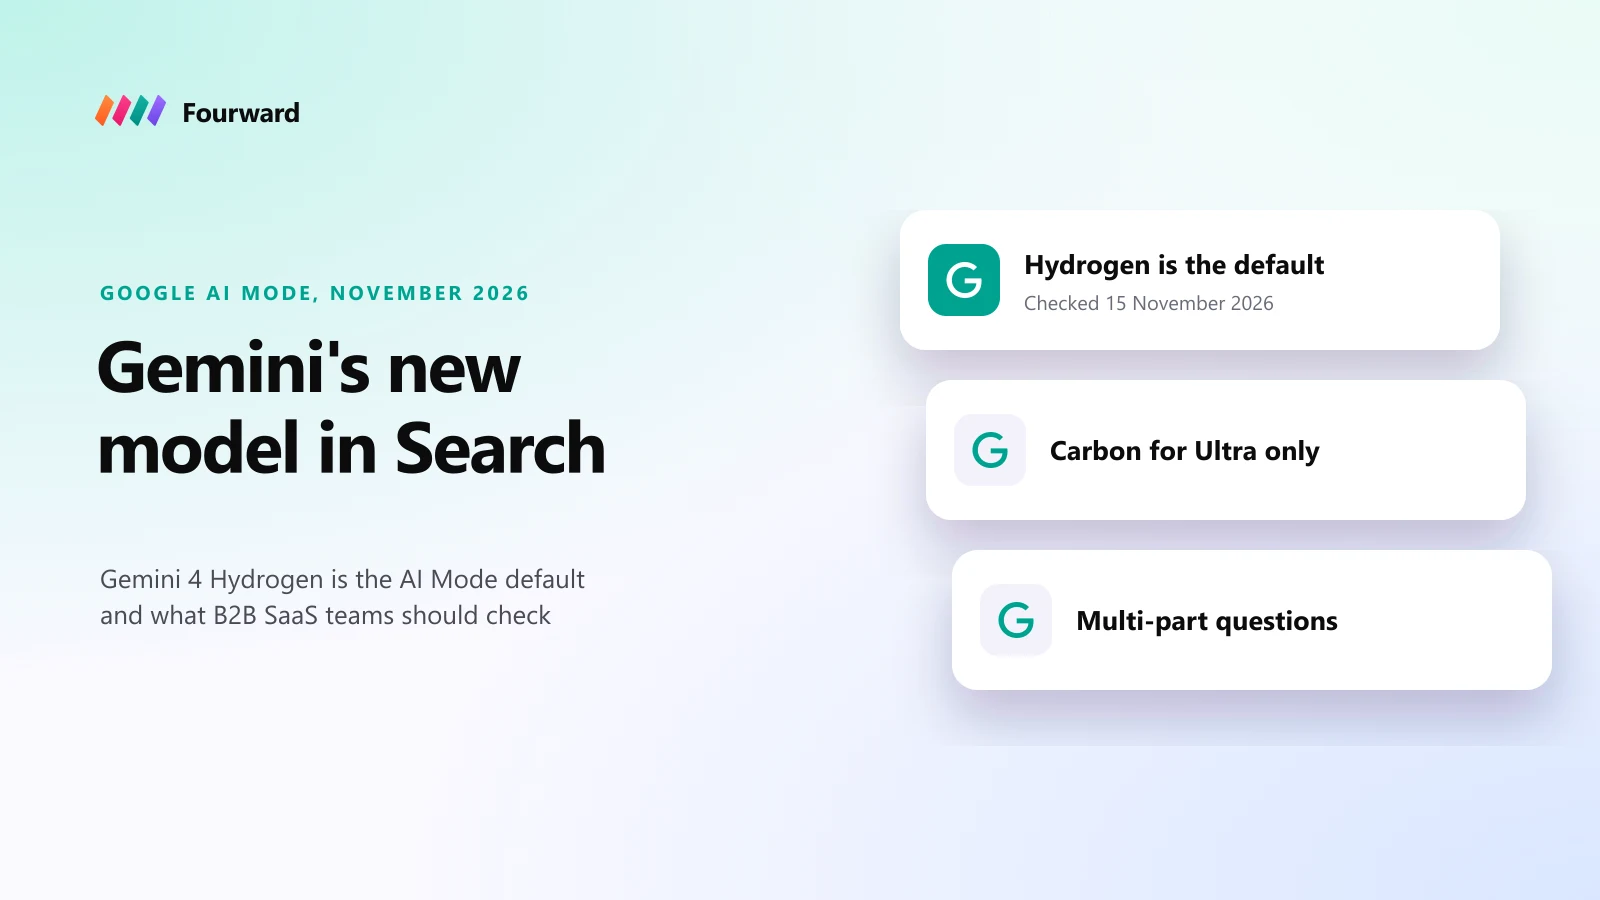 Fourward
GOOGLE AI MODE, NOVEMBER 2026
Gemini's new
model in Search
Gemini 4 Hydrogen is the AI Mode default
and what B2B SaaS teams should check
Hydrogen is the default
Checked 15 November 2026
Carbon for Ultra only
Multi-part questions